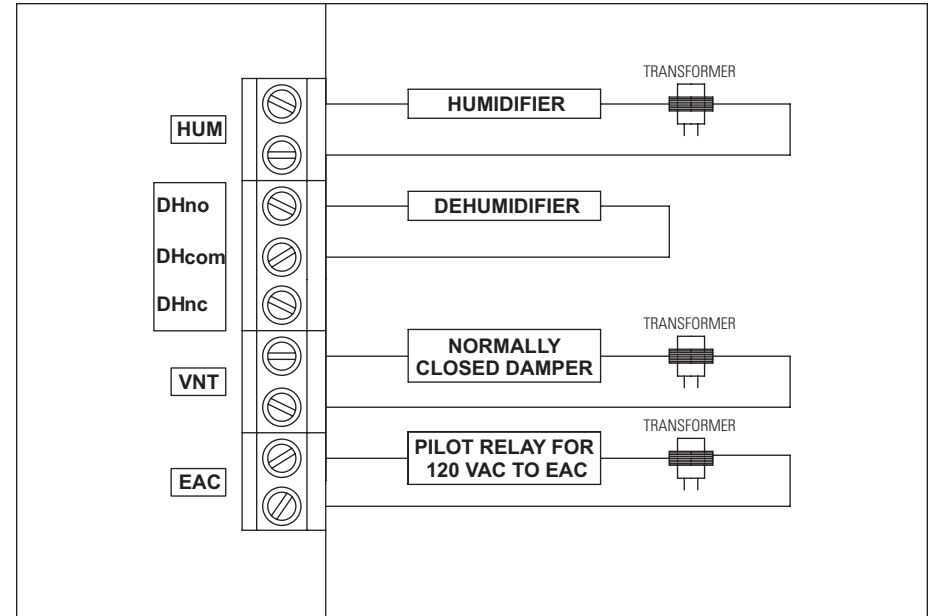 TRANSFORMER
HUMIDIFIER
HUM
DHno
DEHUMIDIFIER
DHcom
DHnc
TRANSFORMER
NORMALLY
CLOSED DAMPER
VNT
TRANSFORMER
PILOT RELAY FOR
120 VAC TO EAC
EAC